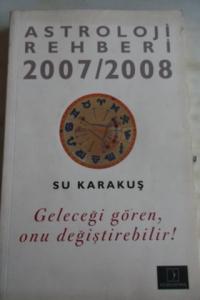 ASTROLOJİ
REHBERİ
2007/2008
SU KARAKUŞ
Geleceği gören,
onu değiştirebilir!